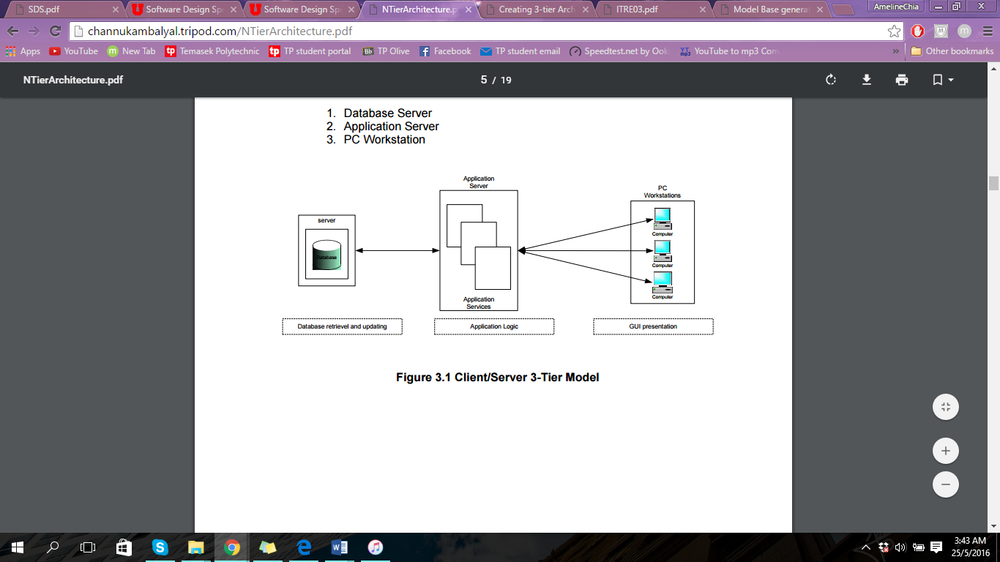 SDS.pdf
Software Design Sp
Software Design Sp
NTierArchitecture.p
Creating 3-tier Arch
ITRE03.pdf
Model Base generat
AmelineChia
channukambalyal.tripod.com/NTierArchitecture.pdf
Apps
YouTube
New Tab
Temasek Polytechnic
TP student portal
TP Olive
Facebook
TP student email
Speedtest.net by Ook
YouTube to mp3 Con
»
Other bookmarks
NTierArchitecture.pdf
5 / 19
1. Database Server
2. Application Server
3. PC Workstation
Application
Server
PC
Workstations
server
Database
Computer
Computer
Computer
Application
Services
Database retrievel and updating
Application Logic
GUI presentation
Figure 3.1 Client/Server 3-Tier Model
3:43 AM
25/5/2016